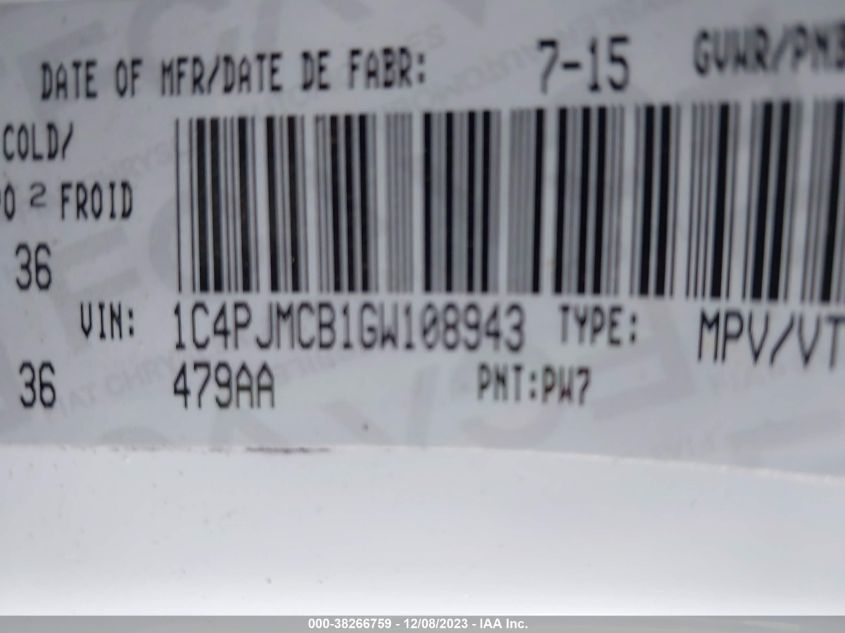 DATE OF MFR/DATE DE FABR: 7-15 GVWR/PNB
COLD/
2 FROID
36
VIN: 1C4PJMCB1GW108943 TYPE: MPV/VT
36 479AA PNT:PW7
000-38266759 - 12/08/2023 - IAA Inc.